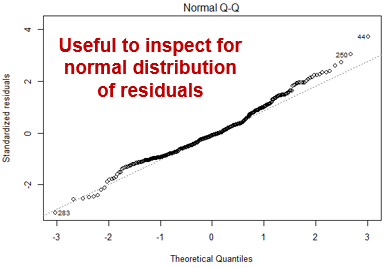 Normal Q-Q
Useful to inspect for
normal distribution
of residuals
44
250
283
4
2
0
-2
Standardized residuals
-3
-2
-1
0
1
2
3
Theoretical Quantiles